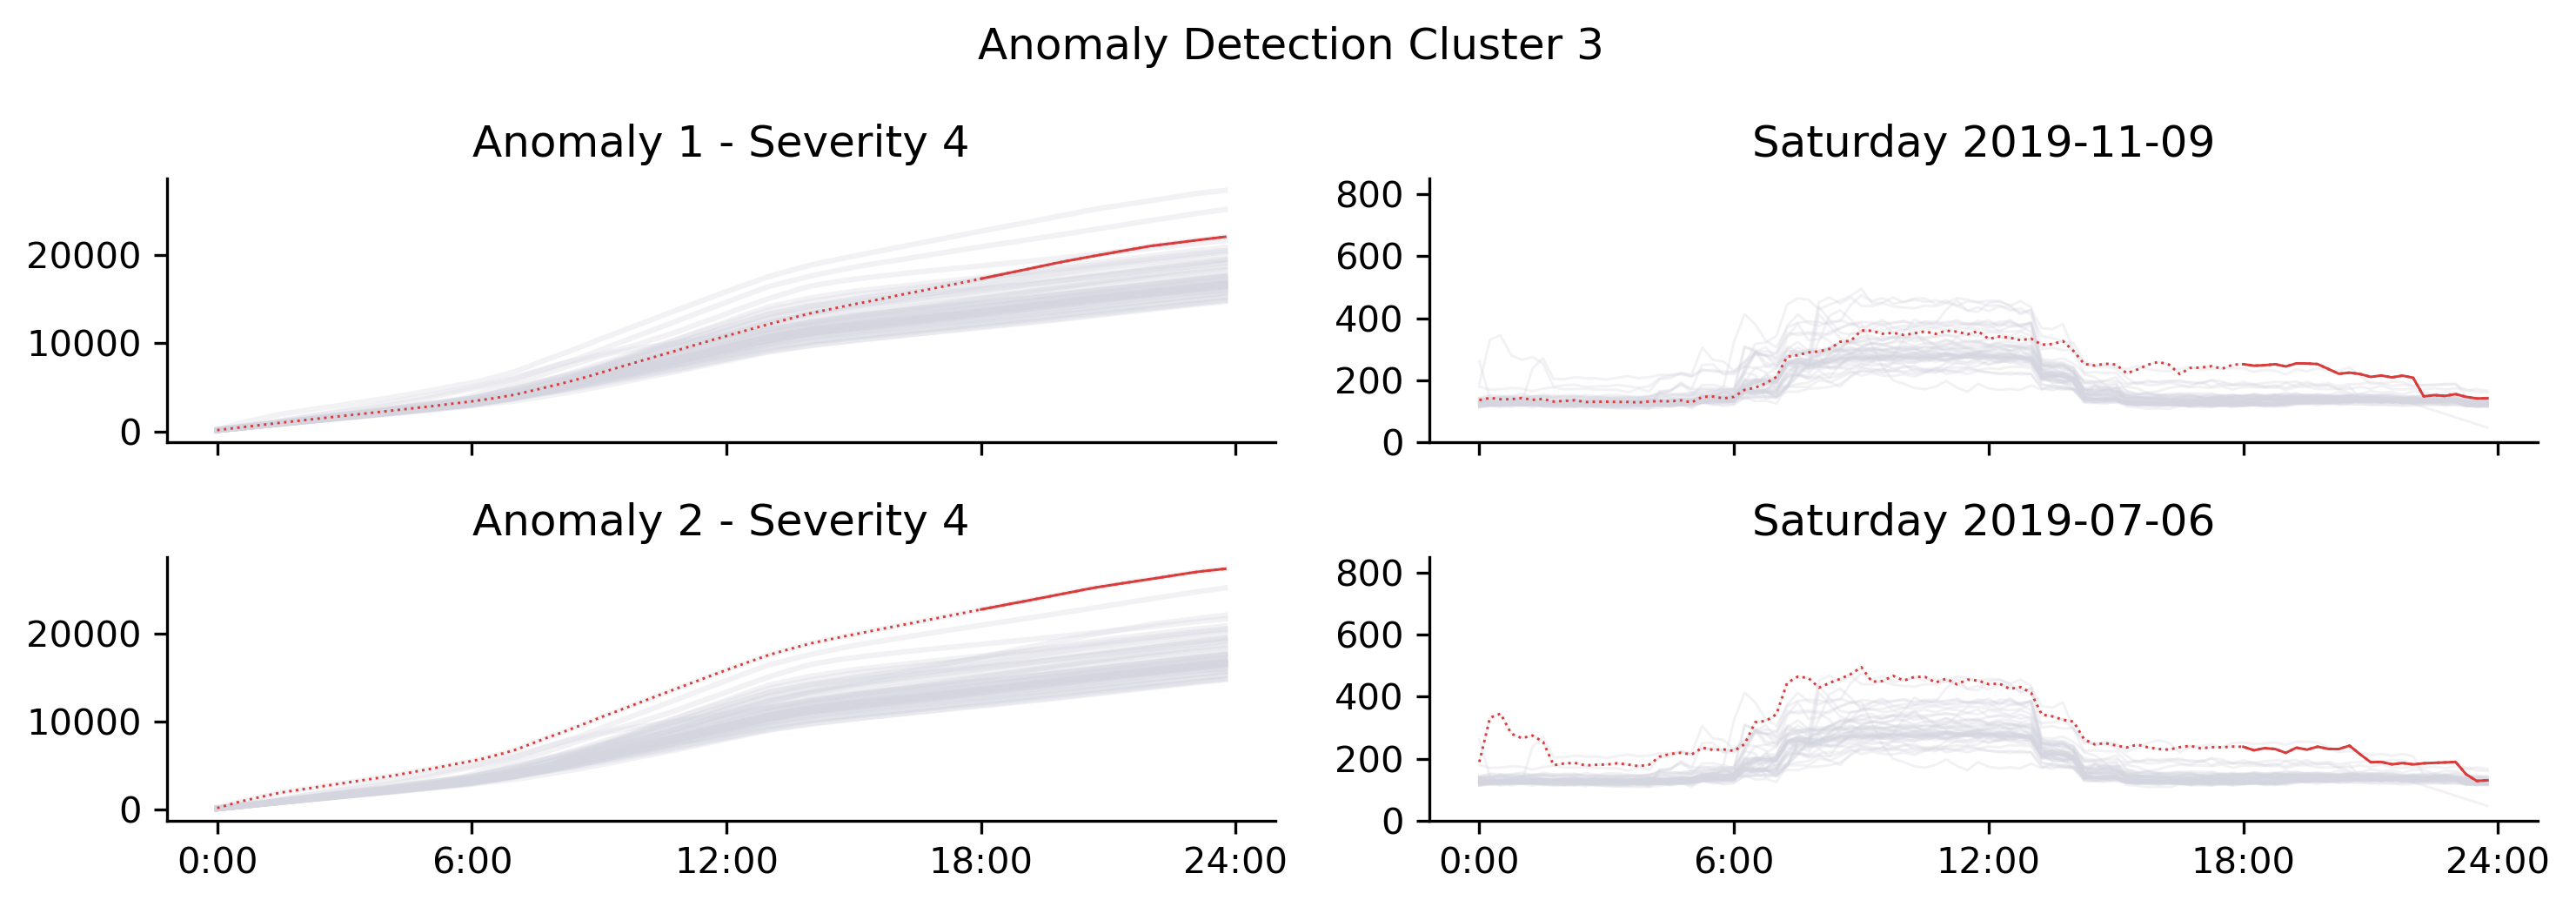 Anomaly Detection Cluster 3
Anomaly 1 - Severity 4
20000
10000
0
Saturday 2019-11-09
800
600
400
200
0
Anomaly 2 - Severity 4
20000
10000
0
0:00 6:00 12:00 18:00 24:00
Saturday 2019-07-06
800
600
400
200
0
0:00 6:00 12:00 18:00 24:00